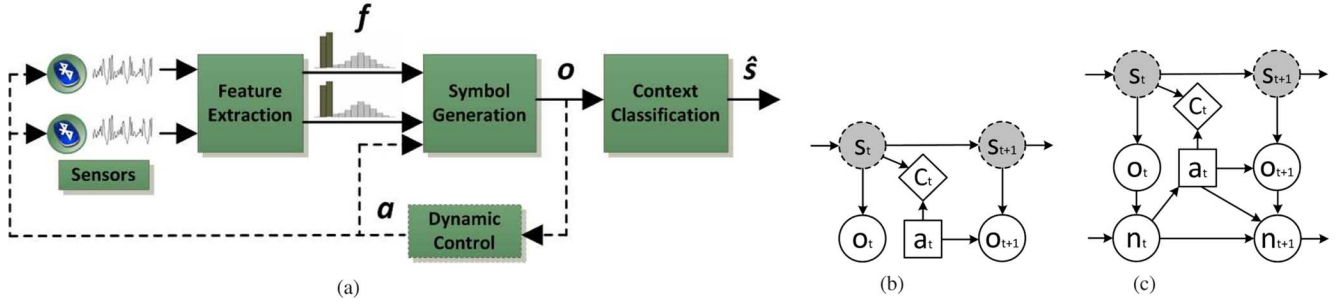 f
Feature
Extraction
Symbol
Generation
o
Context
Classification
ŝ
Sensors
a
Dynamic
Control
(a)
St
St+1
Ct
Ot
at
Ot+1
(b)
St
St+1
Ct
Ot
at
Ot+1
nt
nt+1
(c)